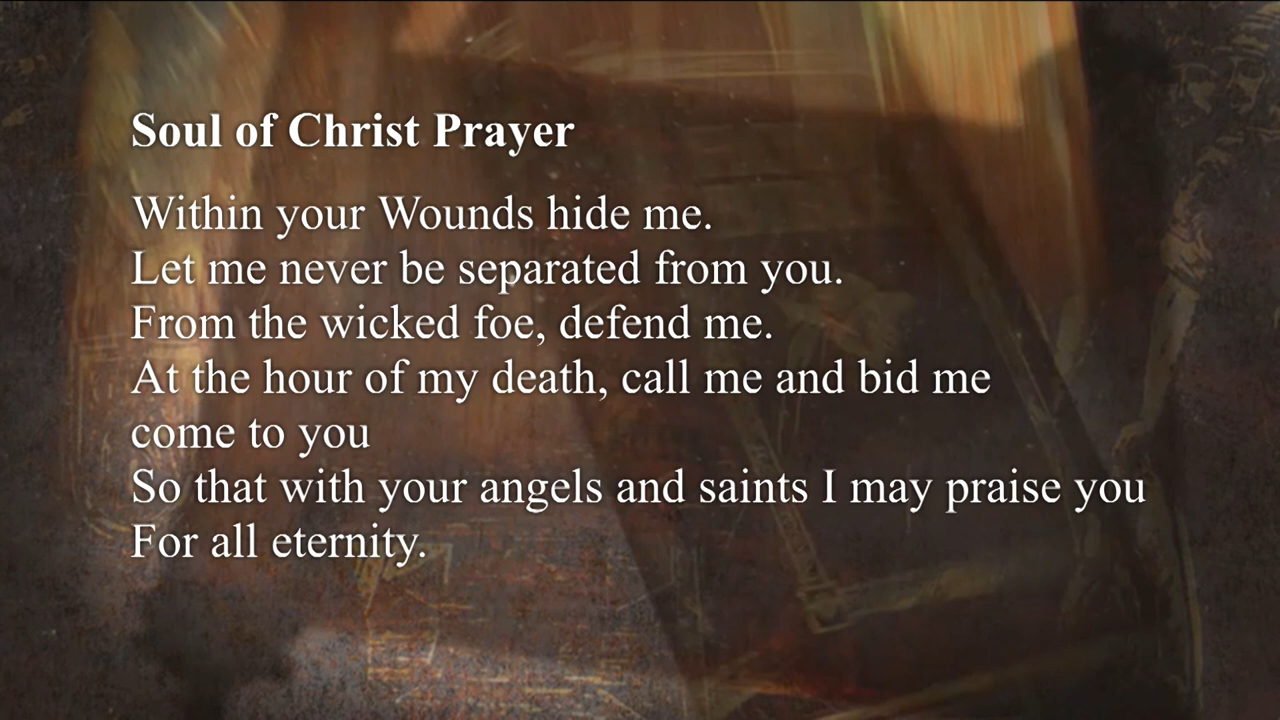 Soul of Christ Prayer
Within your Wounds hide me.
Let me never be separated from you.
From the wicked foe, defend me.
At the hour of my death, call me and bid me
come to you
So that with your angels and saints I may praise you
For all eternity.